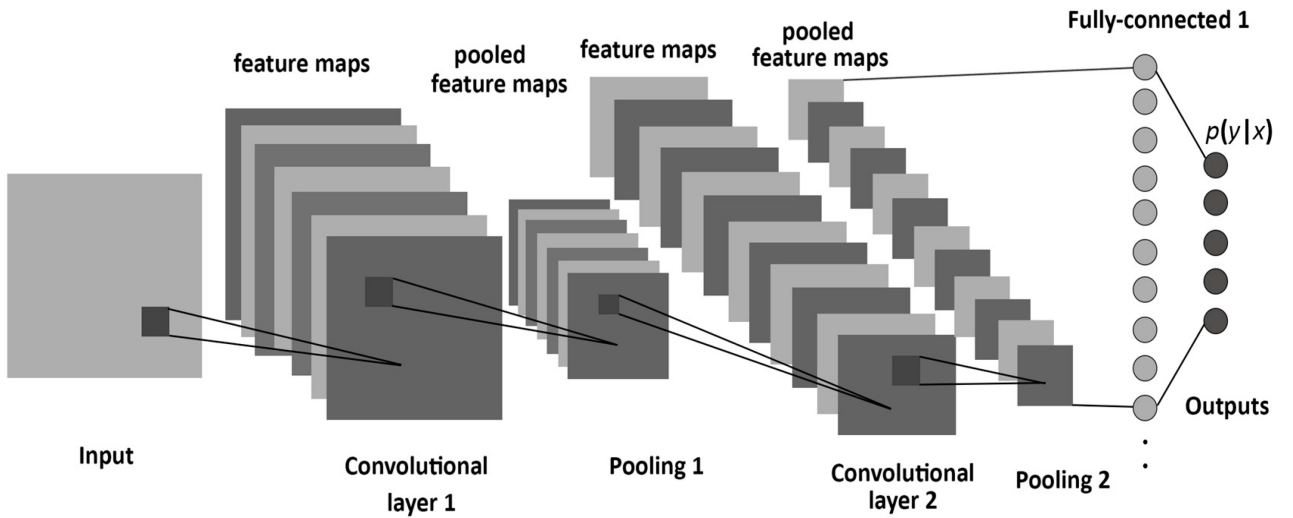 Fully-connected 1
feature maps
pooled
feature maps
feature maps
pooled
feature maps
p(y|x)
Outputs
Input
Convolutional
layer 1
Pooling 1
Convolutional
layer 2
Pooling 2